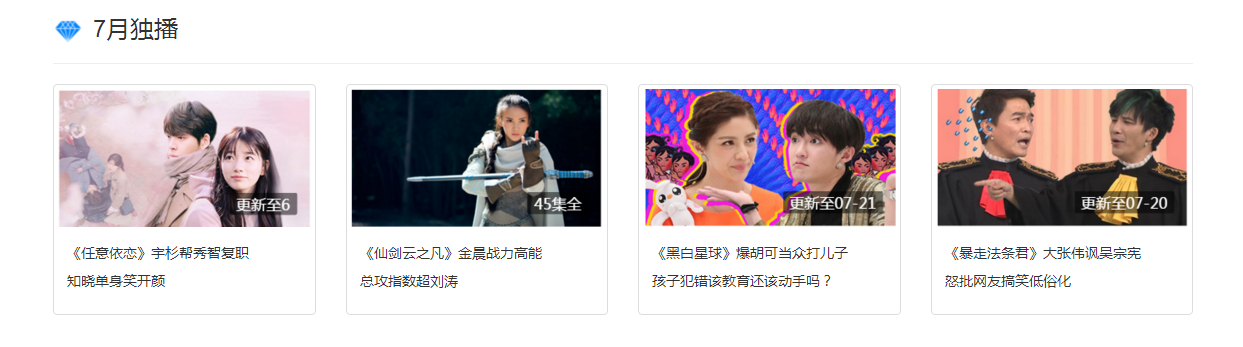 7月独播
更新至6
45集全
更新至07-21
更新至07-20
《任意依恋》宇杉帮秀智复职
知晓单身笑开颜
《仙剑云之凡》金晨战力高能
总攻指数超刘涛
《黑白星球》爆胡可当众打儿子
孩子犯错该教育还该动手吗？
《暴走法条君》大张伟讽吴宗宪
怒批网友搞笑低俗化